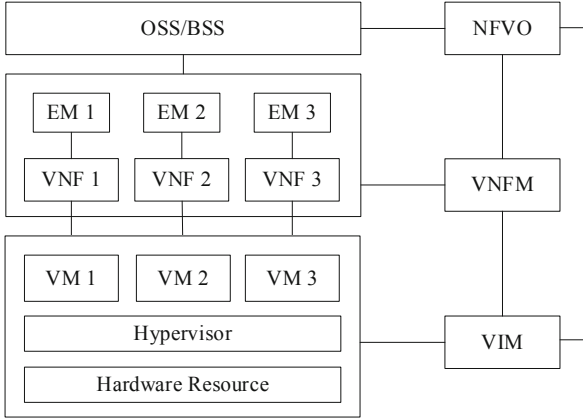 OSS/BSS
NFVO
EM 1
EM 2
EM 3
VNF 1
VNF 2
VNF 3
VNFM
VM 1
VM 2
VM 3
Hypervisor
VIM
Hardware Resource